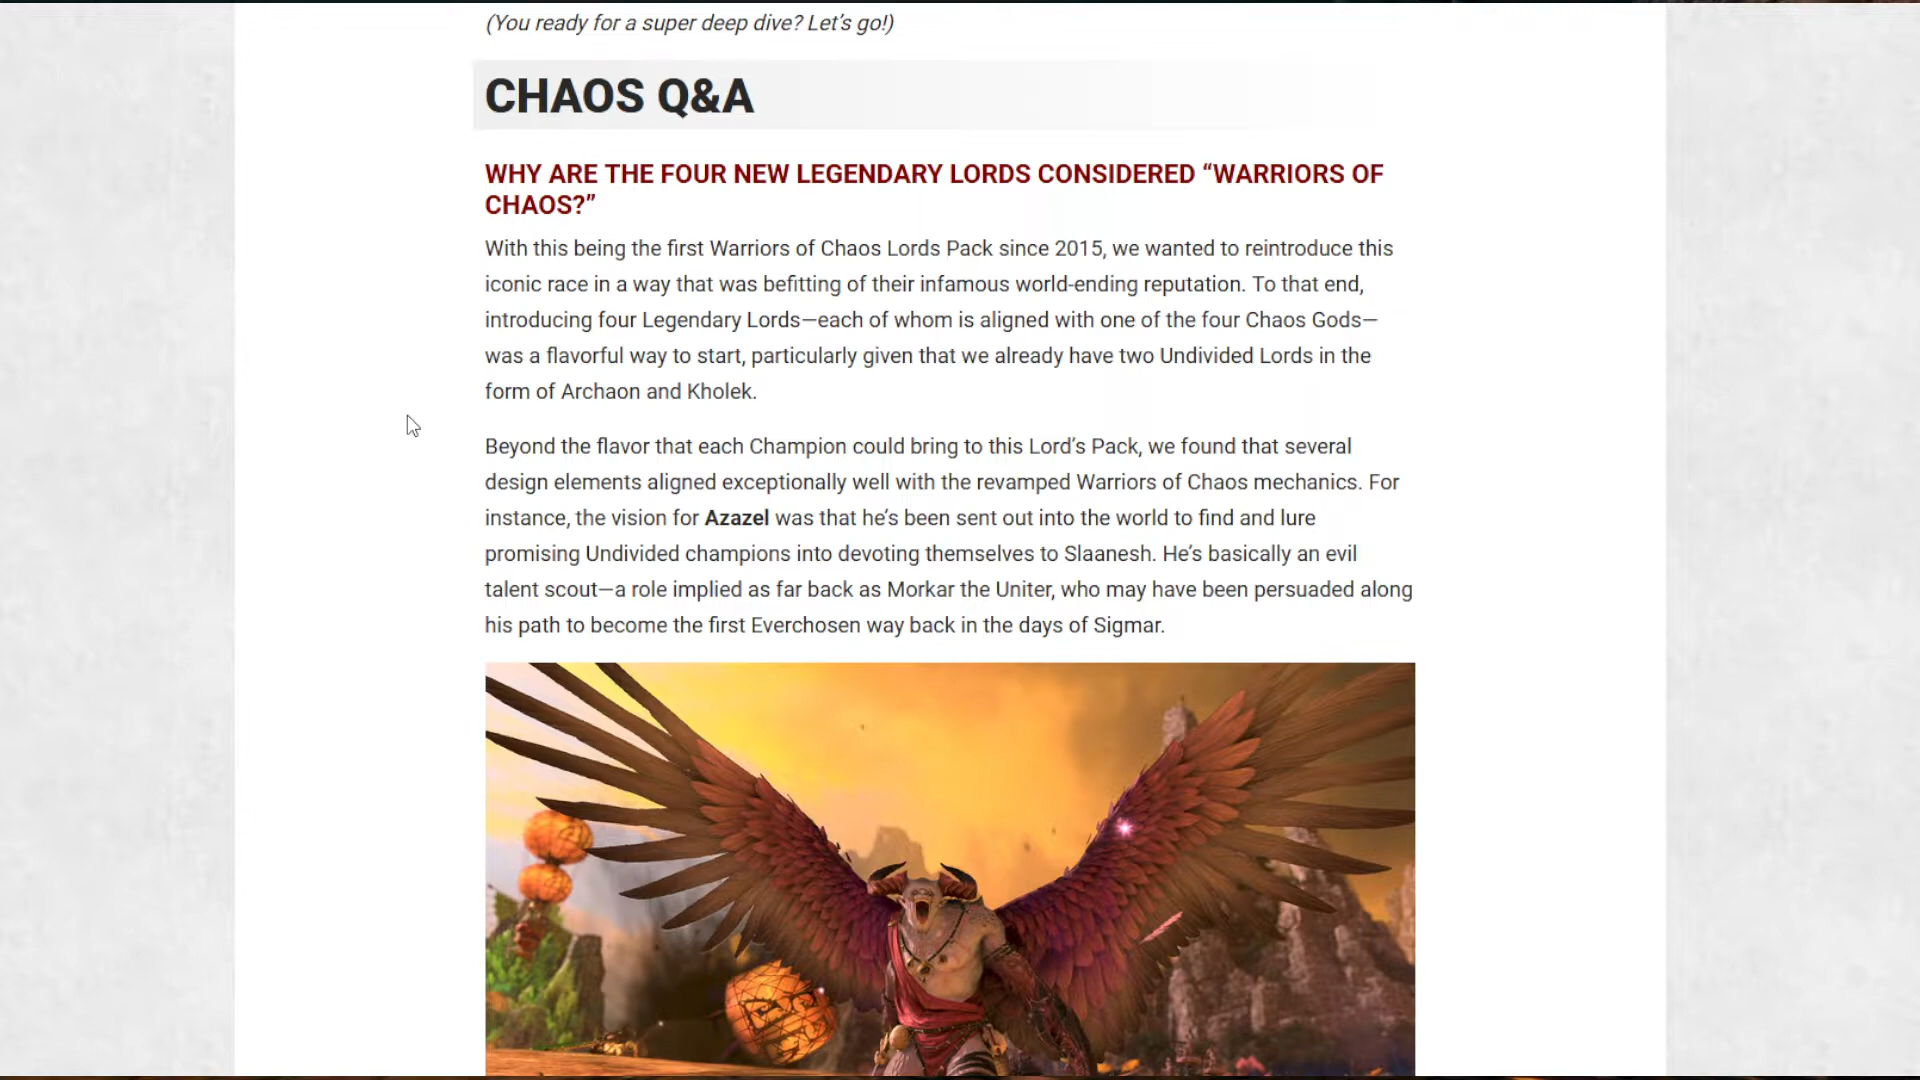 (You ready for a super deep dive? Let’s go!)
CHAOS Q&A
WHY ARE THE FOUR NEW LEGENDARY LORDS CONSIDERED “WARRIORS OF
CHAOS?”
With this being the first Warriors of Chaos Lords Pack since 2015, we wanted to reintroduce this
iconic race in a way that was befitting of their infamous world-ending reputation. To that end,
introducing four Legendary Lords—each of whom is aligned with one of the four Chaos Gods—
was a flavorful way to start, particularly given that we already have two Undivided Lords in the
form of Archaon and Kholek.
Beyond the flavor that each Champion could bring to this Lord’s Pack, we found that several
design elements aligned exceptionally well with the revamped Warriors of Chaos mechanics. For
instance, the vision for Azazel was that he’s been sent out into the world to find and lure
promising Undivided champions into devoting themselves to Slaanesh. He’s basically an evil
talent scout—a role implied as far back as Morkar the Uniter, who may have been persuaded along
his path to become the first Everchosen way back in the days of Sigmar.